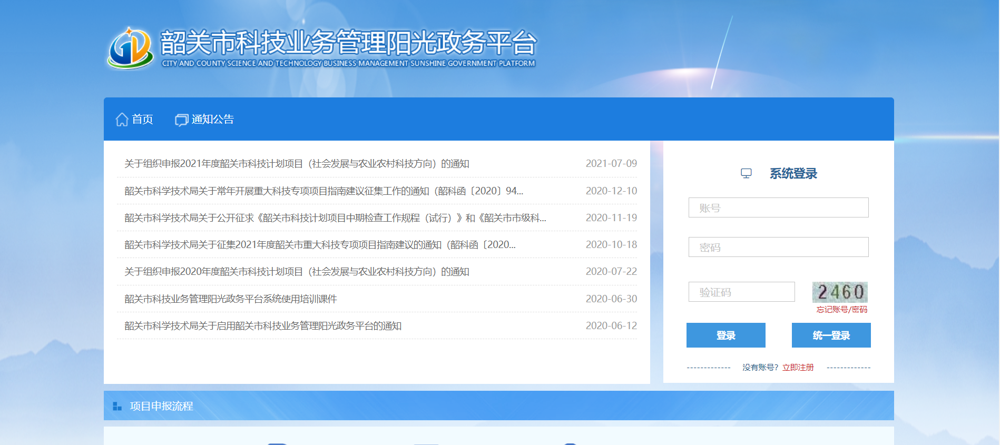 韶关市科技业务管理阳光政务平台
CITY AND COUNTY SCIENCE AND TECHNOLOGY BUSINESS MANAGEMENT SUNSHINE GOVERNMENT PLATFORM
首页 通知公告
关于组织申报2021年度韶关市科技计划项目（社会发展与农业农村科技方向）的通知 2021-07-09
韶关市科学技术局关于常年开展重大科技专项项目指南建议征集工作的通知（韶科函〔2020〕94... 2020-12-10
韶关市科学技术局关于公开征求《韶关市科技计划项目中期检查工作规程（试行）》和《韶关市市级科... 2020-11-19
韶关市科学技术局关于征集2021年度韶关市重大科技专项项目指南建议的通知（韶科函〔2020... 2020-10-18
关于组织申报2020年度韶关市科技计划项目（社会发展与农业农村科技方向）的通知 2020-07-22
韶关市科技业务管理阳光政务平台系统使用培训课件 2020-06-30
韶关市科学技术局关于启用韶关市科技业务管理阳光政务平台的通知 2020-06-12
系统登录
账号
密码
验证码 2460
忘记账号/密码
登录 统一登录
------------- 没有账号？立即注册 -------------
项目申报流程